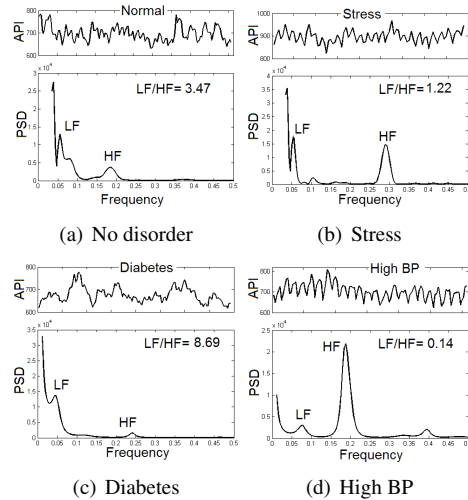 Normal
API
800
700
600
x 10⁴
3
2.5
2
1.5
1
0.5
0
PSD
LF/HF= 3.47
LF
HF
0 0.05 0.1 0.15 0.2 0.25 0.3 0.35 0.4 0.45 0.5
Frequency
(a) No disorder
Stress
API
1000
900
800
x 10⁴
4
3.5
3
2.5
2
1.5
1
0.5
0
PSD
LF/HF=1.22
LF
HF
0 0.05 0.1 0.15 0.2 0.25 0.3 0.35 0.4 0.45 0.5
Frequency
(b) Stress
Diabetes
API
800
700
600
x 10⁴
3.5
3
2.5
2
1.5
1
0.5
0
PSD
LF/HF= 8.69
LF
HF
0 0.05 0.1 0.15 0.2 0.25 0.3 0.35 0.4 0.45 0.5
Frequency
(c) Diabetes
High BP
API
800
700
600
x 10⁴
2.5
2
1.5
1
0.5
0
PSD
LF/HF= 0.14
LF
HF
0 0.05 0.1 0.15 0.2 0.25 0.3 0.35 0.4 0.45 0.5
Frequency
(d) High BP